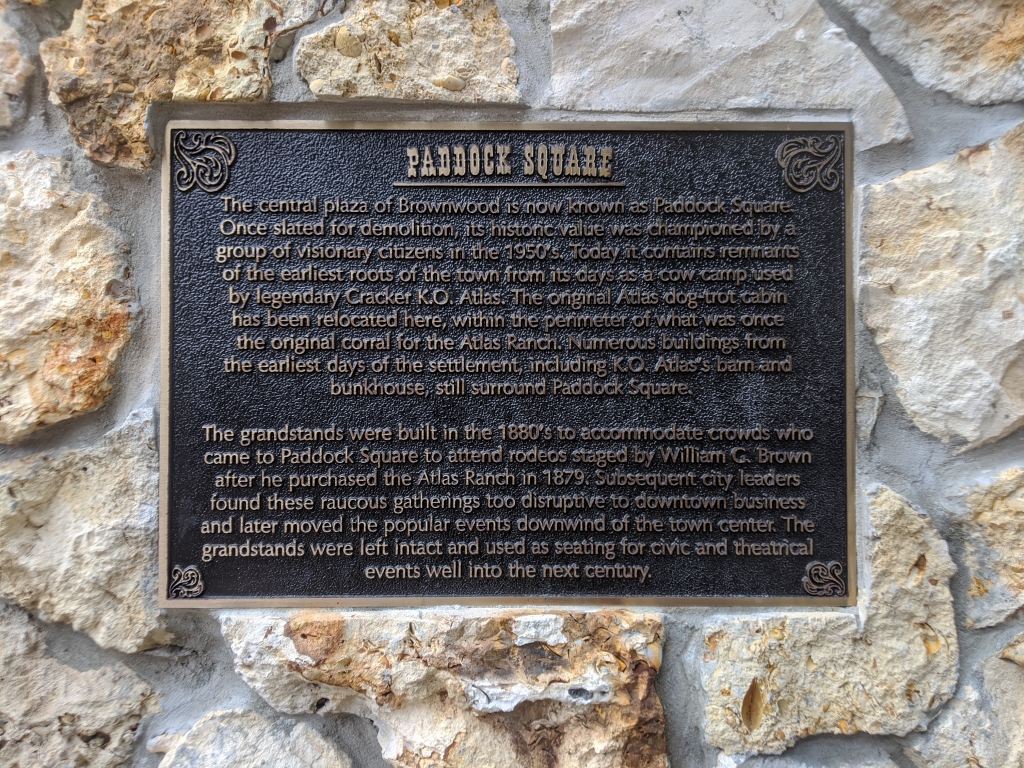 PADDOCK SQUARE
The central plaza of Brownwood is now known as Paddock Square.
Once slated for demolition, its historic value was championed by a
group of visionary citizens in the 1950's. Today it contains remnants
of the earliest roots of the town from its days as a cow camp used
by legendary Cracker K.O. Atlas. The original Atlas dog-trot cabin
has been relocated here, within the perimeter of what was once
the original corral for the Atlas Ranch. Numerous buildings from
the earliest days of the settlement, including K.O. Atlas's barn and
bunkhouse, still surround Paddock Square.
The grandstands were built in the 1880's to accommodate crowds who
came to Paddock Square to attend rodeos staged by William G. Brown
after he purchased the Atlas Ranch in 1879. Subsequent city leaders
found these raucous gatherings too disruptive to downtown business
and later moved the popular events downwind of the town center. The
grandstands were left intact and used as seating for civic and theatrical
events well into the next century.